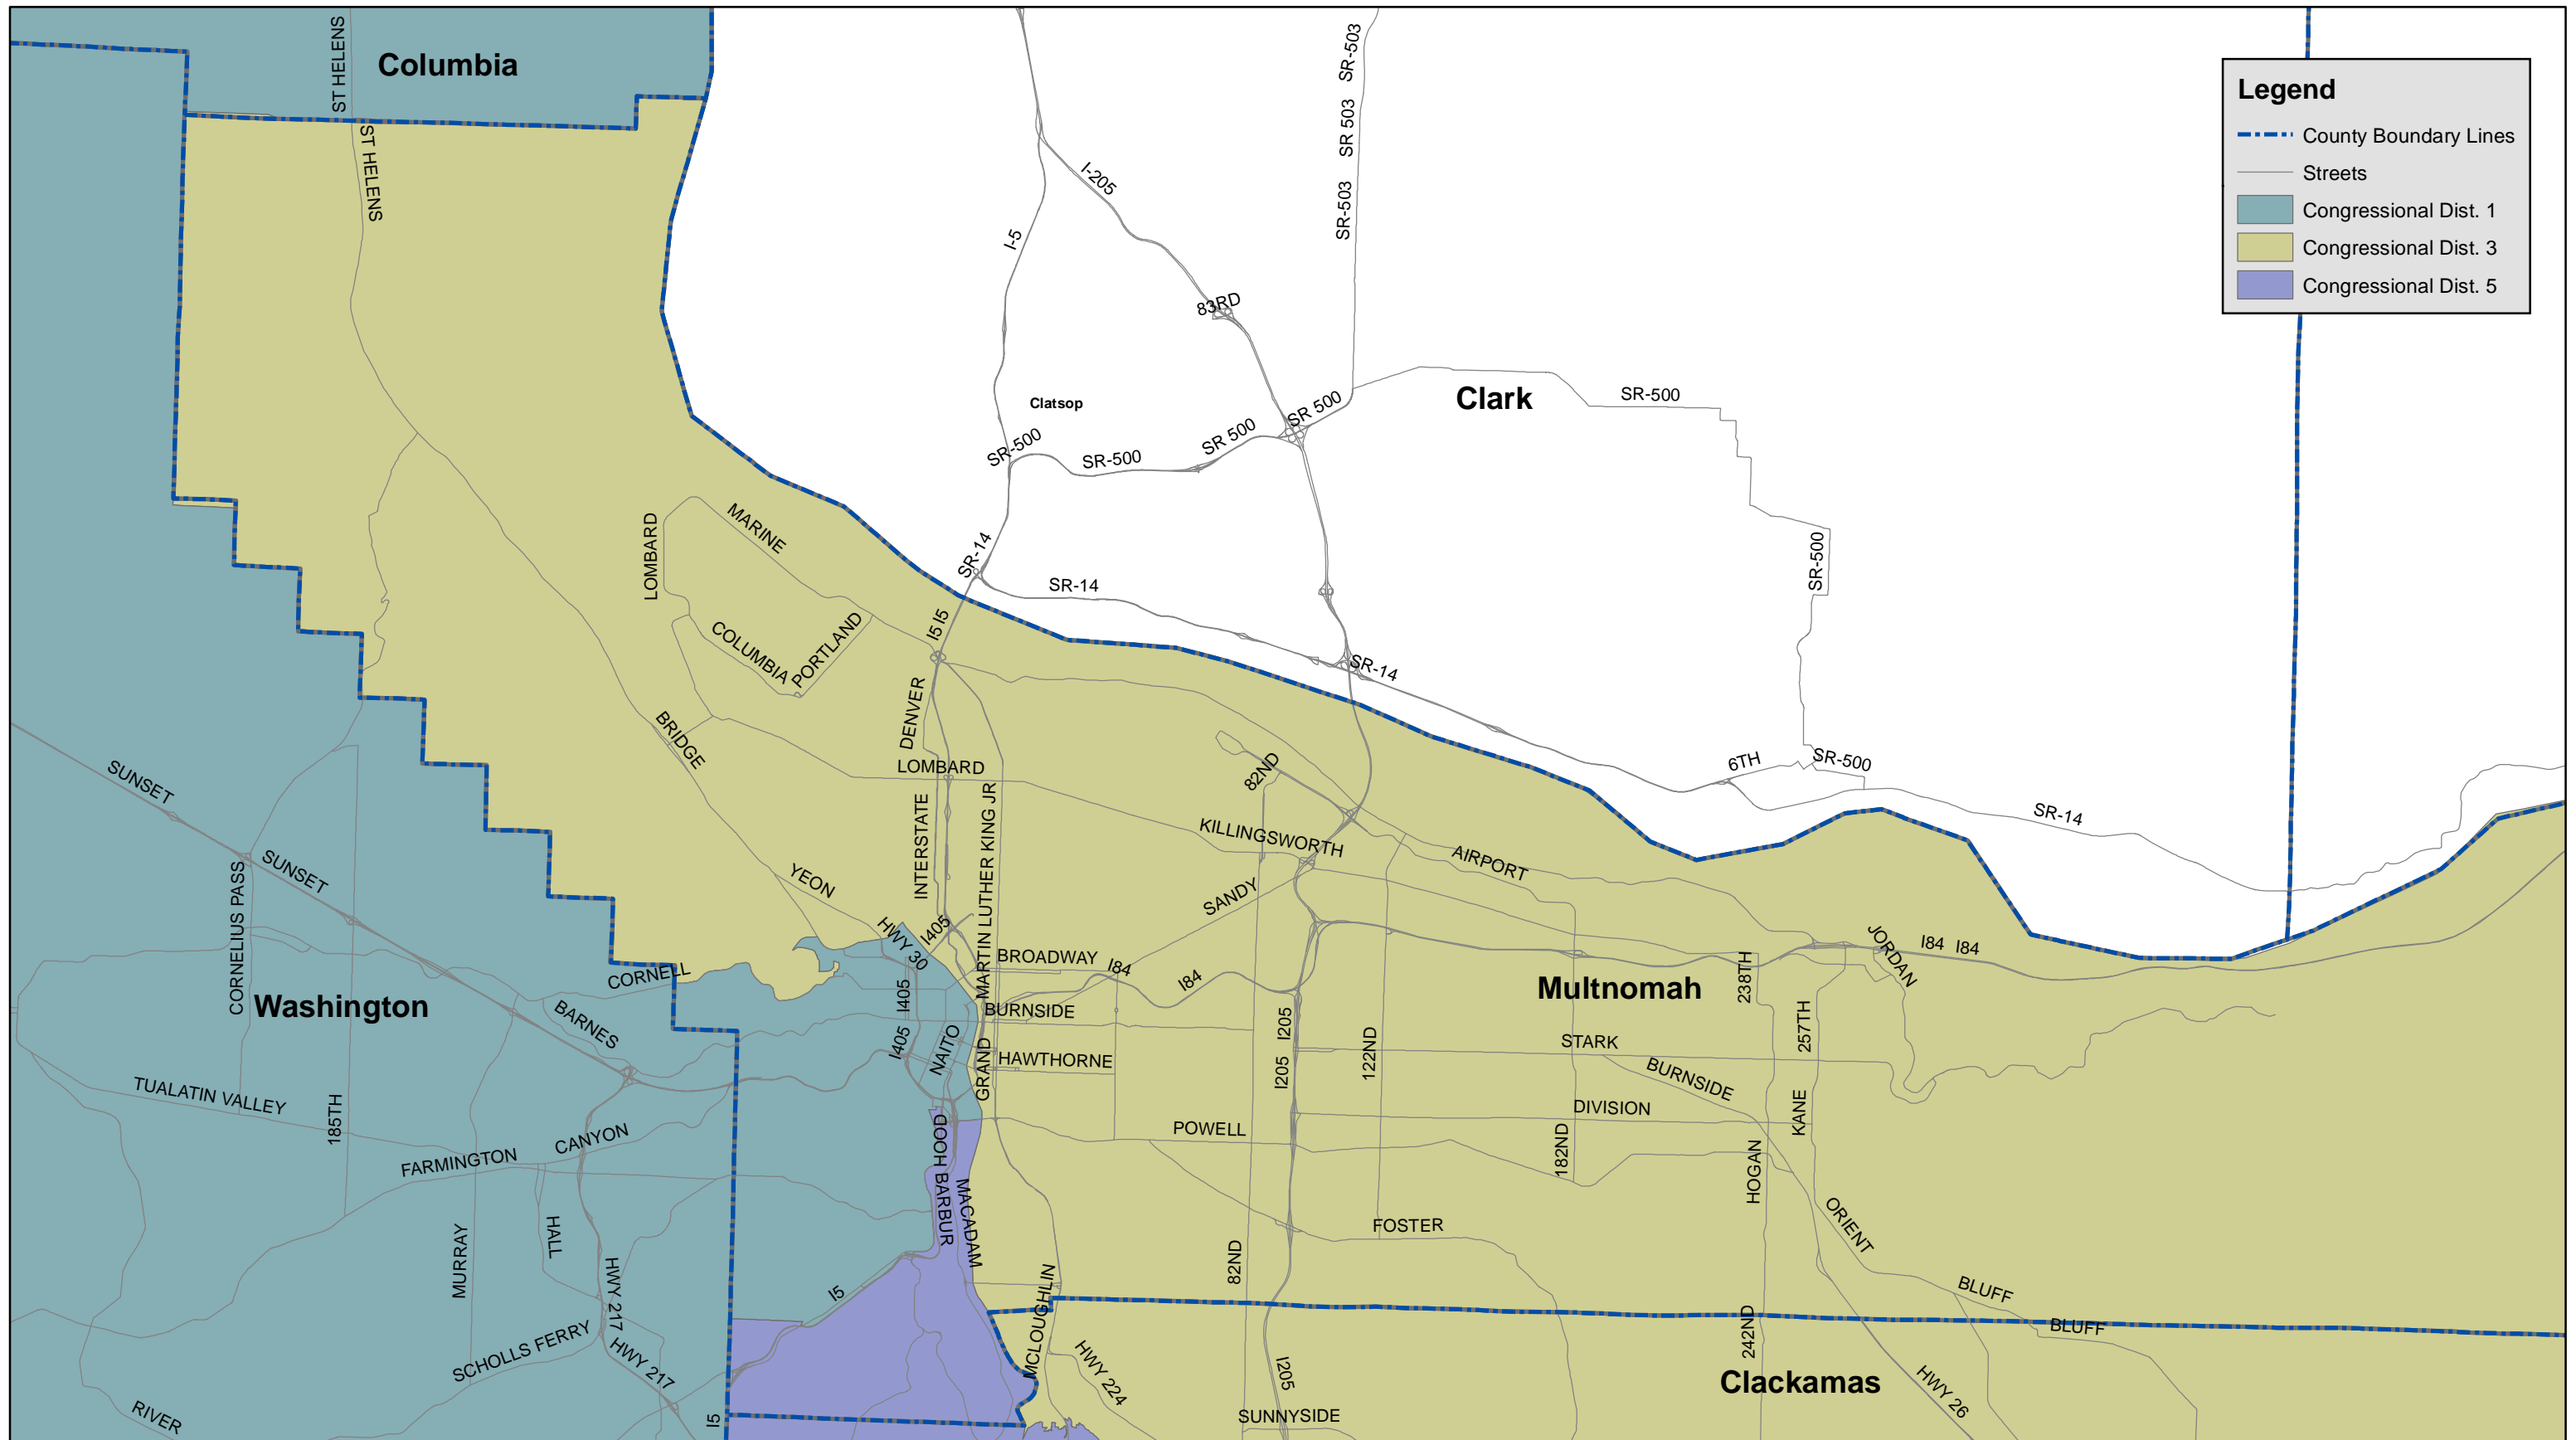 Columbia
ST HELENS
ST HELENS
SR-503
SR 503
SR-503
Legend
County Boundary Lines
Streets
Congressional Dist. 1
Congressional Dist. 3
Congressional Dist. 5
I-205
I-5
83RD
Clatsop
Clark
SR-500
SR 500
SR 500
SR-500
SR-500
SR-500
SR-14
SR-14
SR-14
LOMBARD
MARINE
COLUMBIA
PORTLAND
I5 I5
DENVER
BRIDGE
LOMBARD
82ND
6TH
SR-500
SR-14
SUNSET
SUNSET
CORNELIUS PASS
YEON
INTERSTATE
MARTIN LUTHER KING JR
KILLINGSWORTH
SANDY
AIRPORT
HWY 30
I405
BROADWAY
I84
I84
JORDAN
I84 I84
Washington
CORNELL
BARNES
I405
I405
NAITO
BURNSIDE
GRAND
HAWTHORNE
I205
I205
122ND
Multnomah
238TH
257TH
STARK
BURNSIDE
DIVISION
KANE
TUALATIN VALLEY
185TH
FARMINGTON
CANYON
HOOD
BARBUR
MACADAM
POWELL
182ND
HOGAN
ORIENT
FOSTER
82ND
MURRAY
HALL
HWY 217
I5
MCLOUGHLIN
BLUFF
BLUFF
242ND
SCHOLLS FERRY
HWY 217
HWY 224
I205
Clackamas
HWY 26
RIVER
I5
SUNNYSIDE